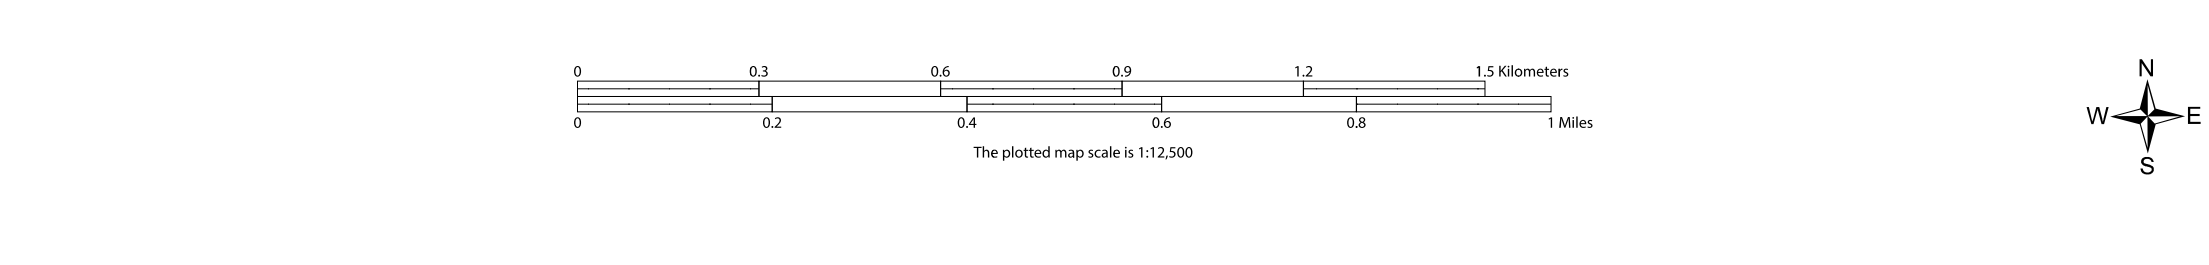 0 0.3 0.6 0.9 1.2 1.5 Kilometers
0 0.2 0.4 0.6 0.8 1 Miles
The plotted map scale is 1:12,500
N
W E
S